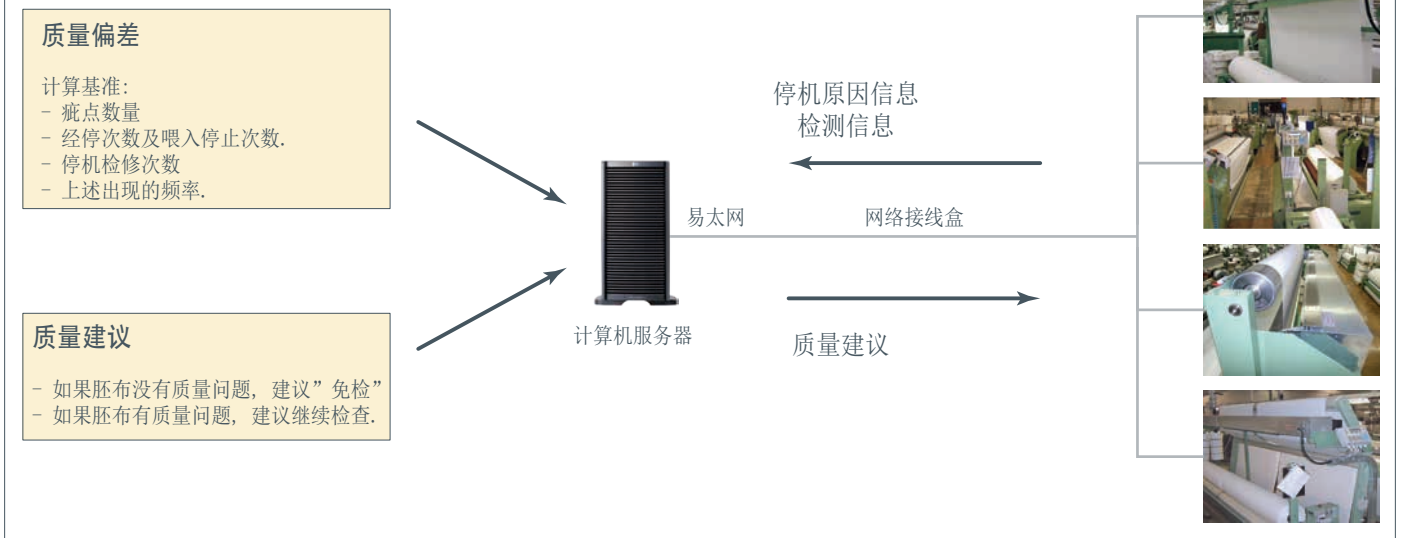 质量偏差
计算基准:
- 疵点数量
- 经停次数及喂入停止次数.
- 停机检修次数
- 上述出现的频率.
停机原因信息
检测信息
易太网
网络接线盒
计算机服务器
质量建议
质量建议
- 如果胚布没有质量问题, 建议”免检”
- 如果胚布有质量问题, 建议继续检查.